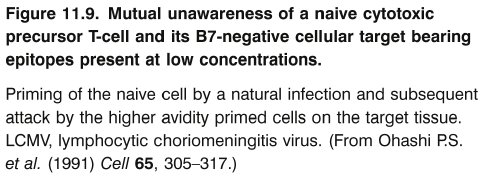 Figure 11.9. Mutual unawareness of a naive cytotoxic
precursor T-cell and its B7-negative cellular target bearing
epitopes present at low concentrations.
Priming of the naive cell by a natural infection and subsequent
attack by the higher avidity primed cells on the target tissue.
LCMV, lymphocytic choriomeningitis virus. (From Ohashi P.S.
et al. (1991) Cell 65, 305–317.)